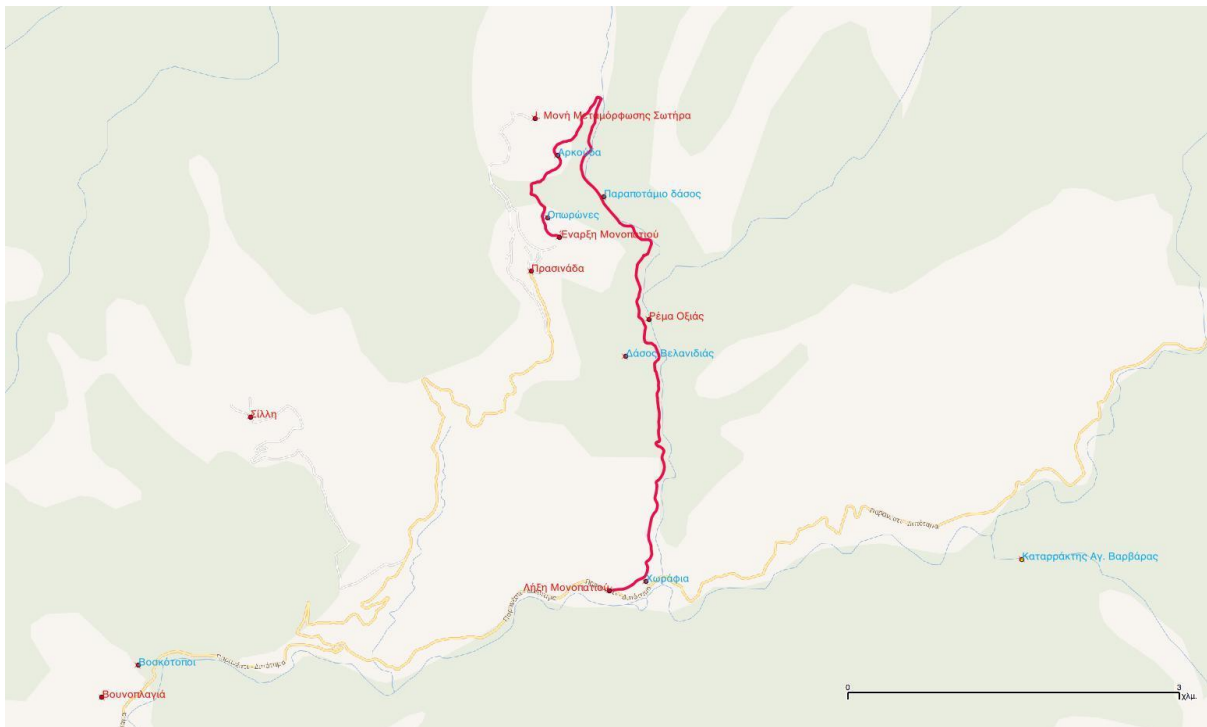 Ι. Μονή Μεταμόρφωσης Σωτήρα
Αρκούδα
Παραποτάμιο δάσος
Οπωρώνες
Έναρξη Μονοπατιού
Πρασινάδα
Ρέμα Οξιάς
Δάσος Βελανιδιάς
Σίλλη
Καταρράκτης Αγ. Βαρβάρας
Χωράφια
Λήξη Μονοπατιού
Βοσκότοποι
Βουνοπλαγιά
0 3
χλμ.